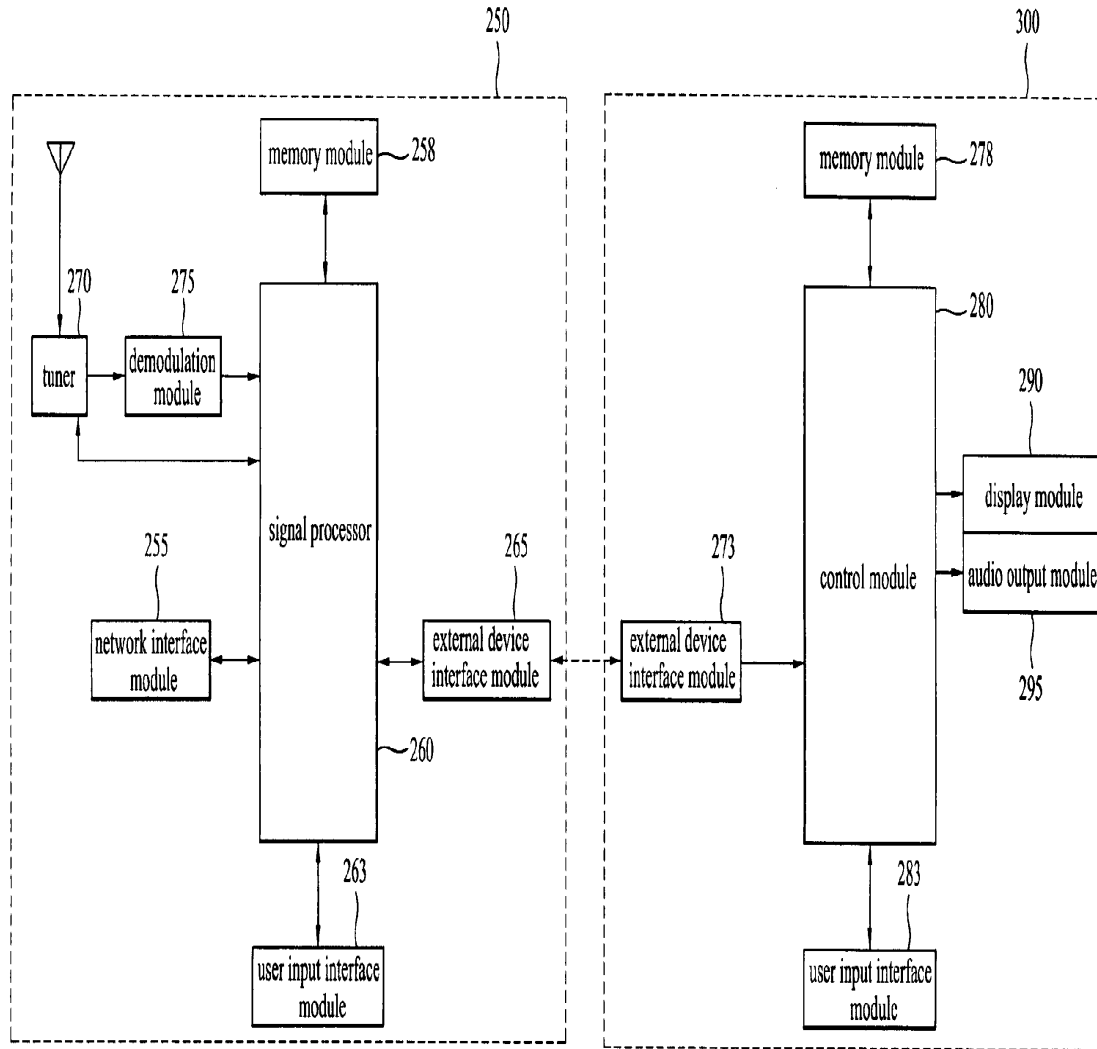 250
300
memory module
258
memory module
278
270
275
280
tuner
demodulation
module
290
display module
signal processor
control module
audio output module
295
255
265
273
network interface
module
external device
interface module
external device
interface module
260
263
283
user input interface
module
user input interface
module